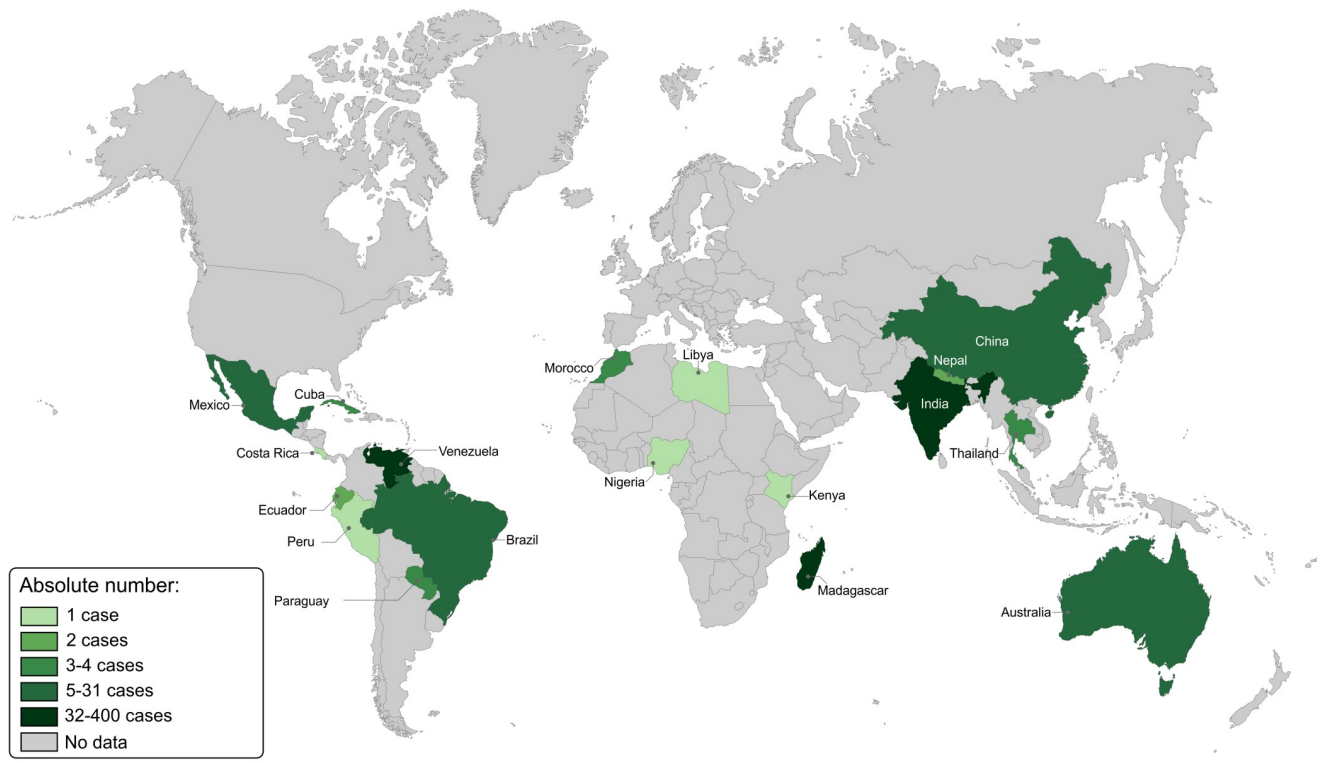 China
Nepal
Libya
Morocco
India
Cuba
Mexico
Costa Rica
Venezuela
Thailand
Nigeria
Kenya
Ecuador
Peru
Brazil
Madagascar
Paraguay
Australia
Absolute number:
1 case
2 cases
3-4 cases
5-31 cases
32-400 cases
No data